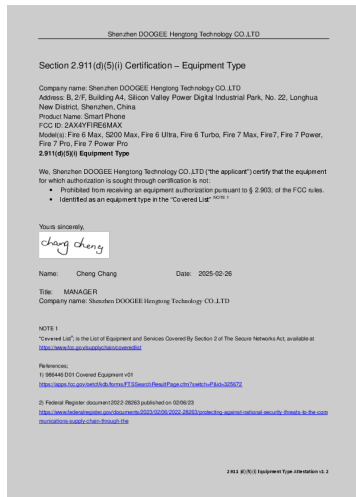 Shenzhen DOOGEE Hengtong Technology CO.,LTD
Section 2.911(d)(5)(i) Certification – Equipment Type
Company name: Shenzhen DOOGEE Hengtong Technology CO.,LTD
Address: B, 2/F, Building A4, Silicon Valley Power Digital Industrial Park, No. 22, Longhua
New District, Shenzhen, China
Product Name: Smart Phone
FCC ID: 2AX4YFIRE6MAX
Model(s): Fire 6 Max, S200 Max, Fire 6 Ultra, Fire 6 Turbo, Fire 7 Max, Fire7, Fire 7 Power,
Fire 7 Pro, Fire 7 Power Pro
2.911(d)(5)(i) Equipment Type
We, Shenzhen DOOGEE Hengtong Technology CO.,LTD ("the applicant") certify that the equipment
for which authorization is sought through certification is not:
• Prohibited from receiving an equipment authorization pursuant to § 2.903; of the FCC rules.
• Identified as an equipment type in the "Covered List" NOTE 1
Yours sincerely,
chang cheng
Name: Cheng Chang Date: 2025-02-26
Title: MANAGER
Company name: Shenzhen DOOGEE Hengtong Technology CO.,LTD
NOTE 1
"Covered List", is the List of Equipment and Services Covered By Section 2 of The Secure Networks Act, available at
https://www.fcc.gov/supplychain/coveredlist
References;
1) 986446 D01 Covered Equipment v01
https://apps.fcc.gov/oetcf/kdb/forms/FTSSearchResultPage.cfm?switch=P&id=325672
2) Federal Register document 2022-28263 published on 02/06/23
https://www.federalregister.gov/documents/2023/02/06/2022-28263/protecting-against-national-security-threats-to-the-com
munications-supply-chain-through-the
2.911 (d)(5)(i) Equipment Type Attestation v1.2